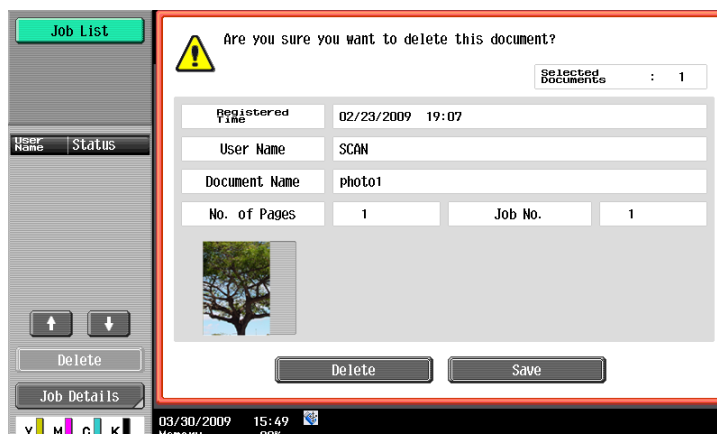 Job List
Are you sure you want to delete this document?
Selected Documents : 1
Registered Time 02/23/2009 19:07
User Name Status
User Name SCAN
Document Name photo1
No. of Pages 1 Job No. 1
Delete
Delete Save
Job Details
03/30/2009 15:49
Y M C K
Memory